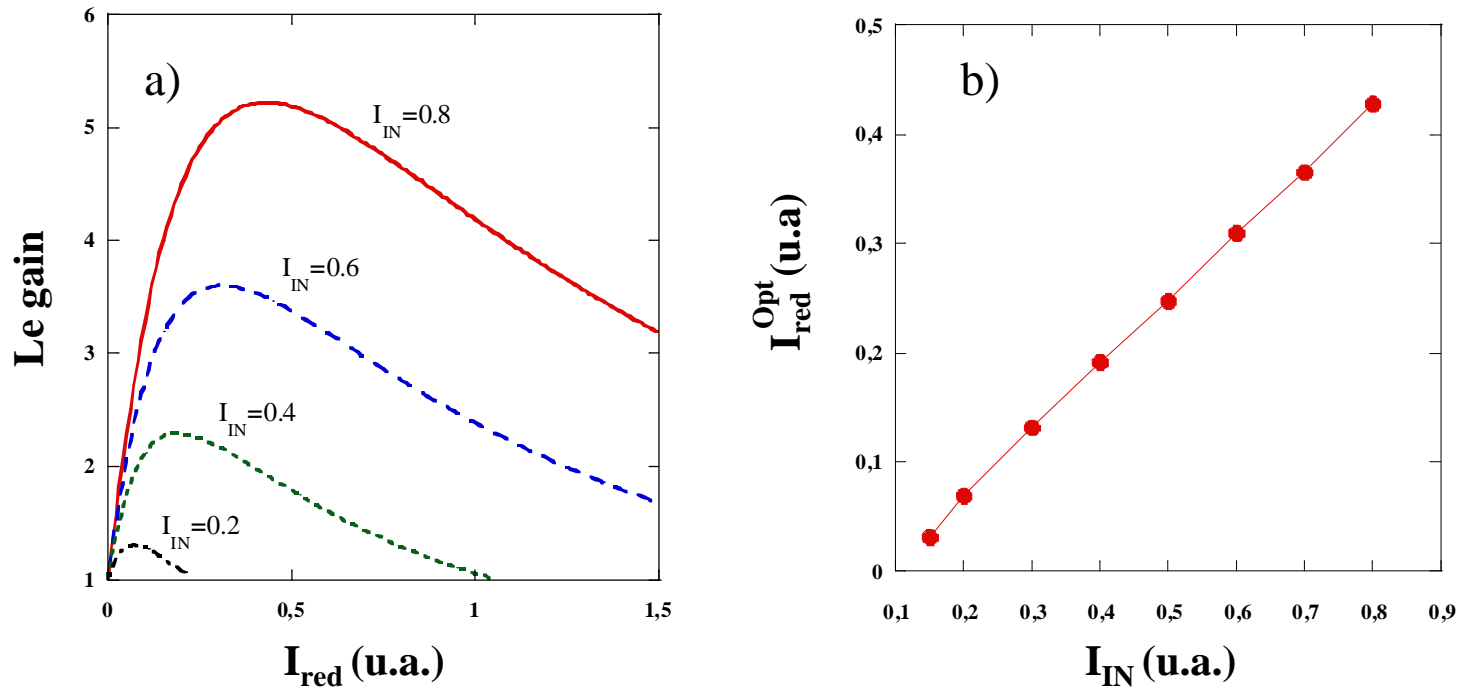 a)
Le gain
6
5
4
3
2
1
I_IN=0.8
I_IN=0.6
I_IN=0.4
I_IN=0.2
0
0,5
1
1,5
I_red (u.a.)
b)
I_red^Opt (u.a)
0,5
0,4
0,3
0,2
0,1
0
0,1
0,2
0,3
0,4
0,5
0,6
0,7
0,8
0,9
I_IN (u.a.)